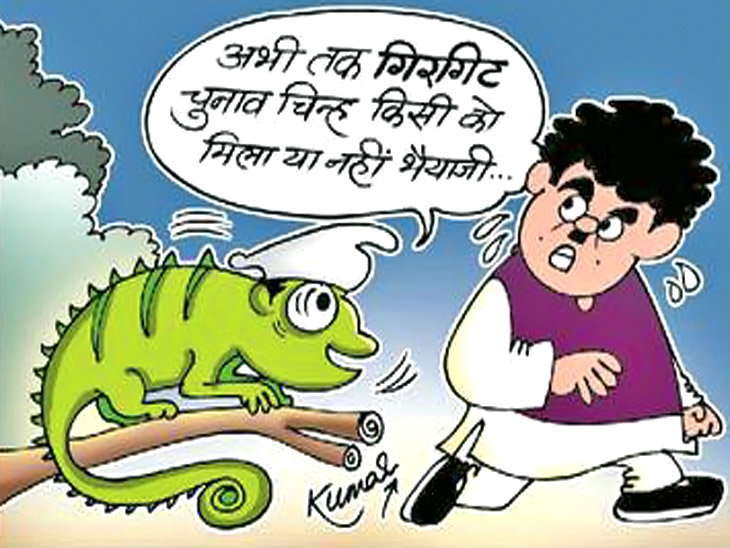 अभी तक गिरगिट
चुनाव चिन्ह किसी को
मिला या नहीं भैयाजी...
Kumar